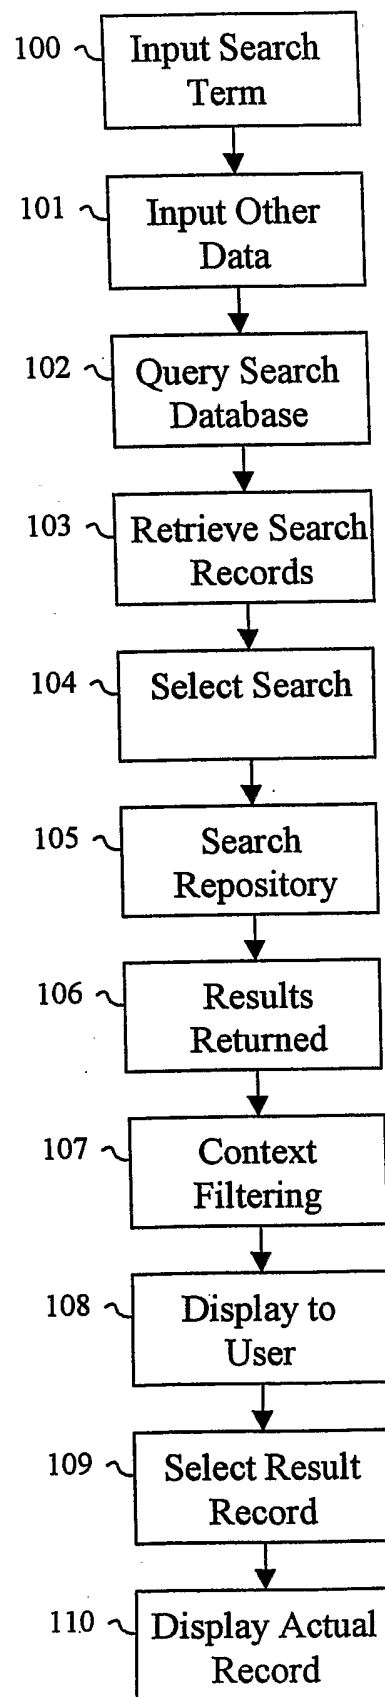 100 Input Search
Term
101 Input Other
Data
102 Query Search
Database
103 Retrieve Search
Records
104 Select Search
105 Search
Repository
106 Results
Returned
107 Context
Filtering
108 Display to
User
109 Select Result
Record
110 Display Actual
Record